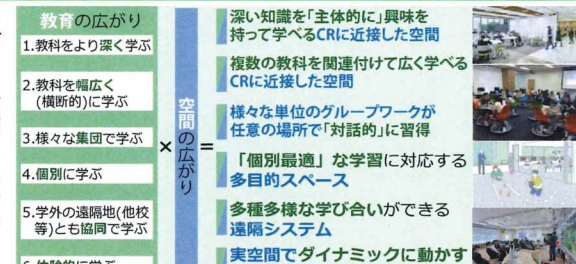 教育の広がり
1.教科をより深く学ぶ
2.教科を幅広く
(横断的)に学ぶ
3.様々な集団で学ぶ
4.個別に学ぶ
5.学外の遠隔地(他校
等)とも協同で学ぶ
×
空間の広がり
=
深い知識を「主体的に」興味を
持って学べるCRに近接した空間
複数の教科を関連付けて広く学べる
CRに近接した空間
様々な単位のグループワークが
任意の場所で「対話的」に習得
「個別最適」な学習に対応する
多目的スペース
多種多様な学び合いができる
遠隔システム
実空間でダイナミックに動かす